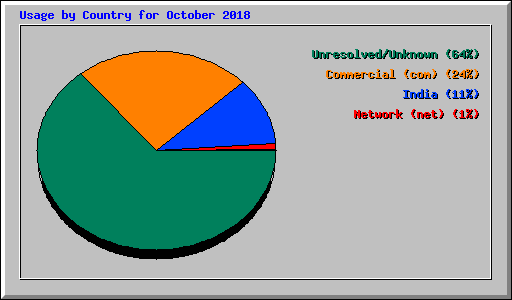 Usage by Country for October 2018
Unresolved/Unknown (64%)
Commercial (com) (24%)
India (11%)
Network (net) (1%)